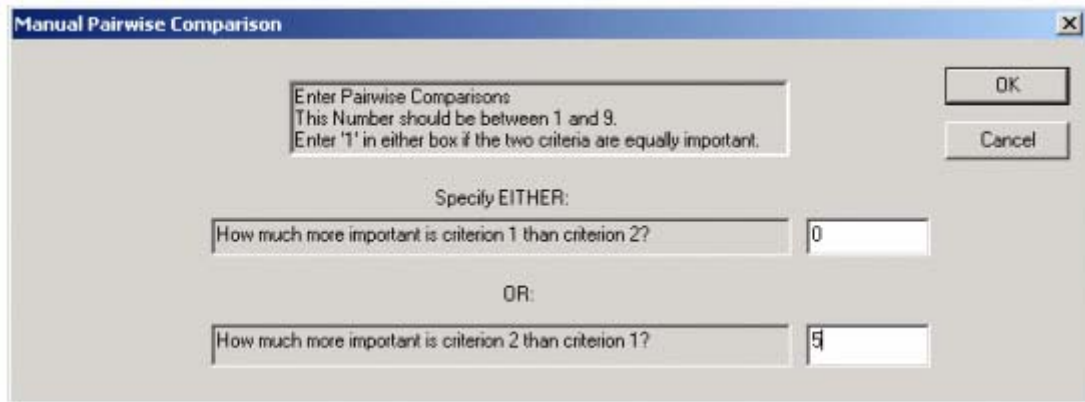 Manual Pairwise Comparison
Enter Pairwise Comparisons
This Number should be between 1 and 9.
Enter '1' in either box if the two criteria are equally important.
OK
Cancel
Specify EITHER:
How much more important is criterion 1 than criterion 2?
0
OR:
How much more important is criterion 2 than criterion 1?
5